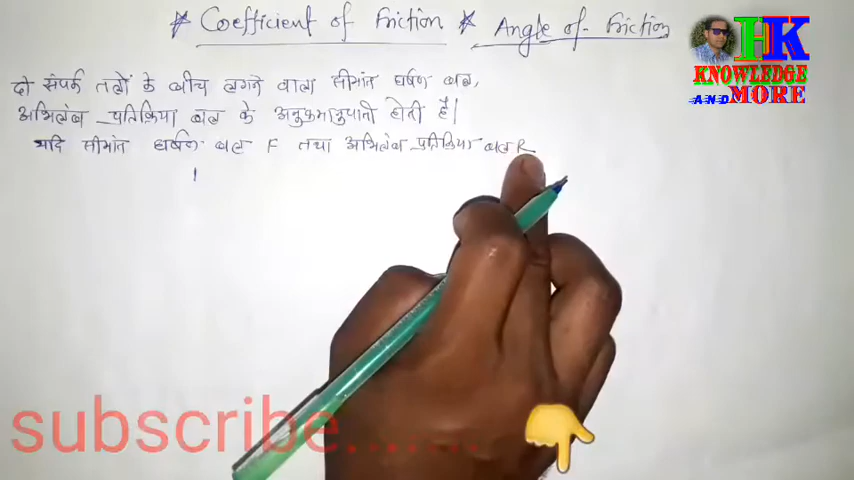 * Coefficient of Friction * Angle of Friction
HK
KNOWLEDGE
AND MORE
दो संपर्क तलों के बीच लगने वाला सीमांत घर्षण बल,
अभिलंब प्रतिक्रिया बल के अनुक्रमानुपाती होती है|
यदि सीमांत घर्षण बल F तथा अभिलंब प्रतिक्रिया बल R
subscribe.......